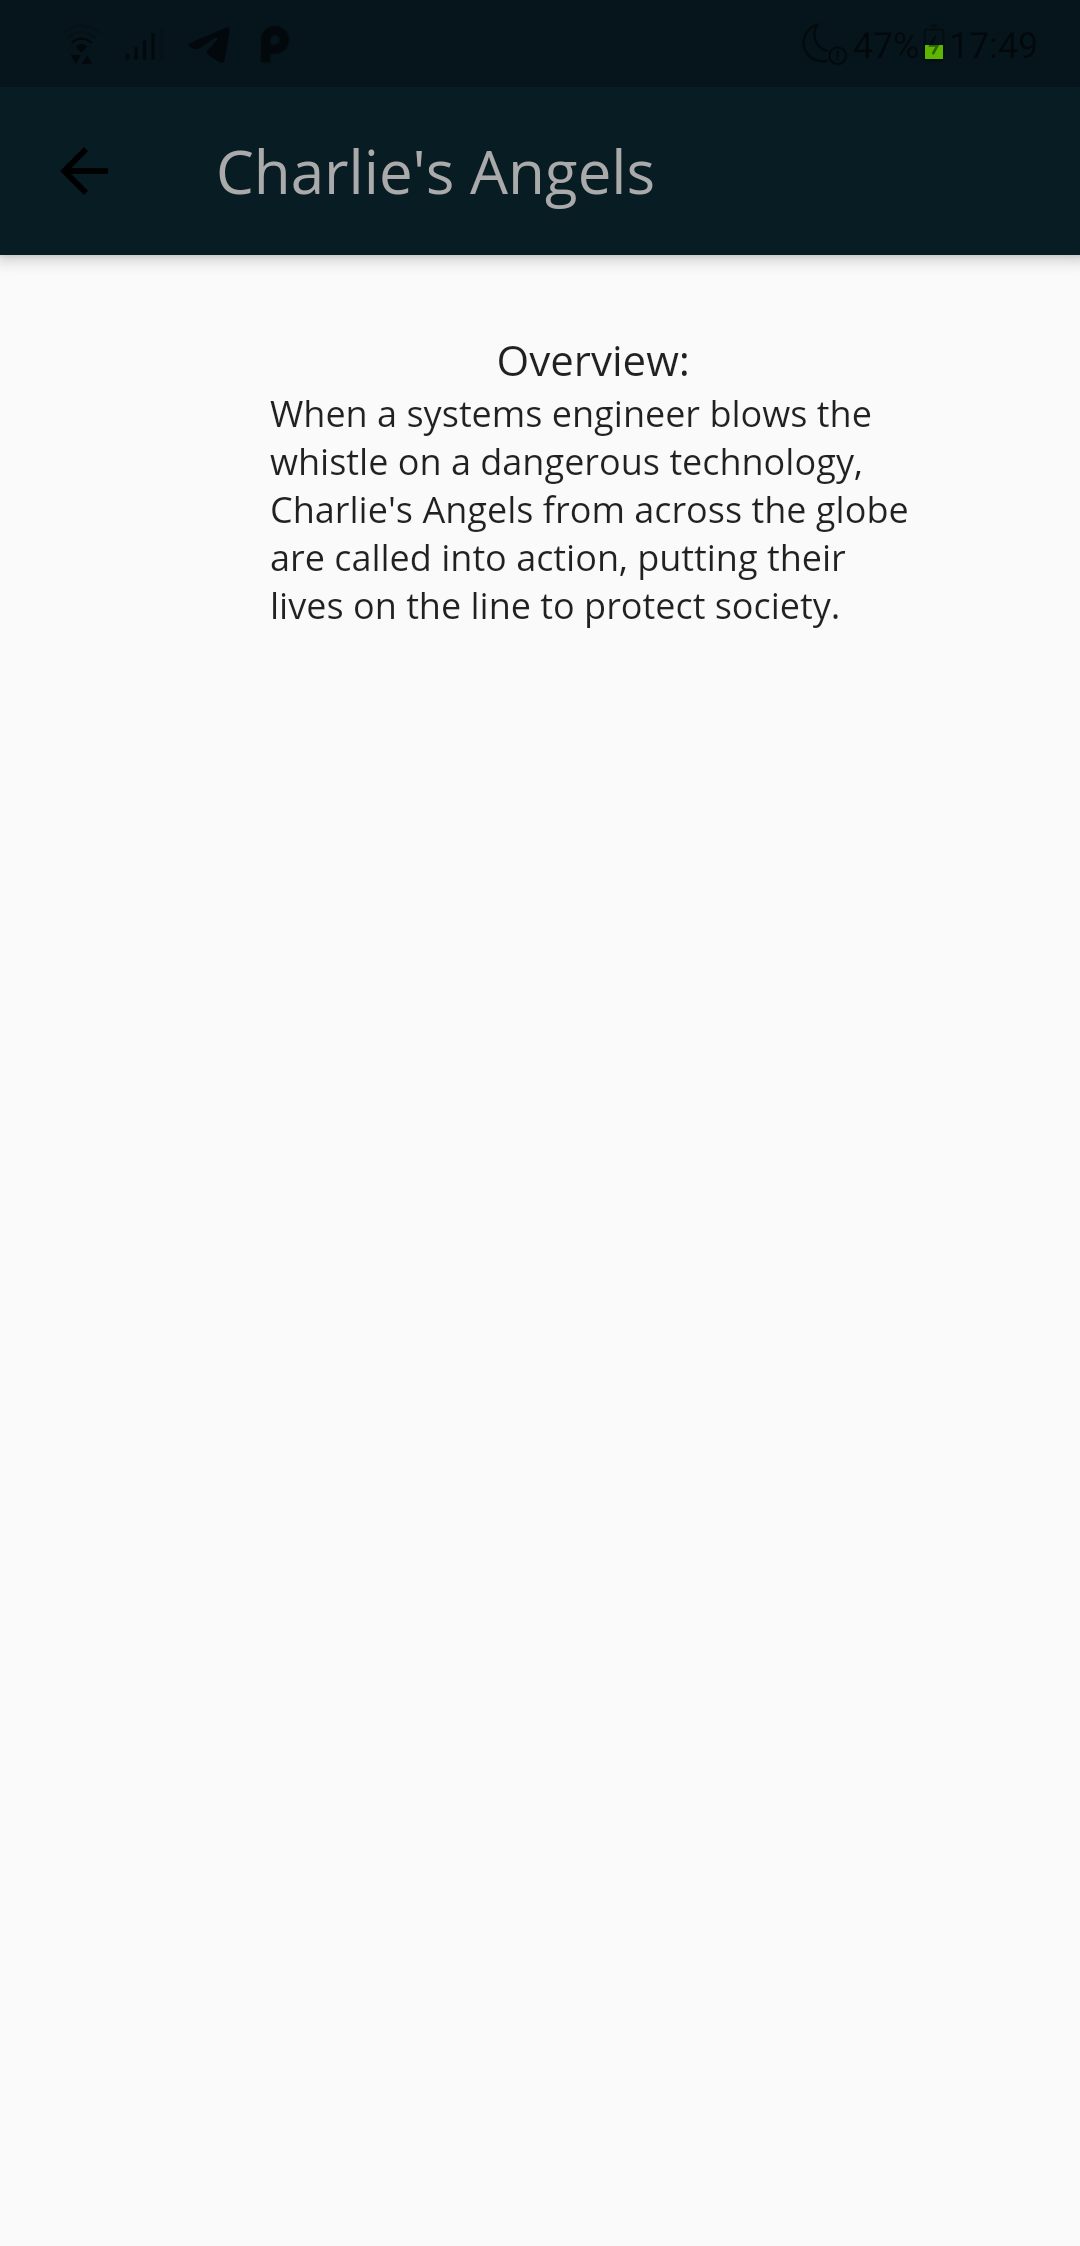 47% 17:49
Charlie's Angels
Overview:
When a systems engineer blows the
whistle on a dangerous technology,
Charlie's Angels from across the globe
are called into action, putting their
lives on the line to protect society.